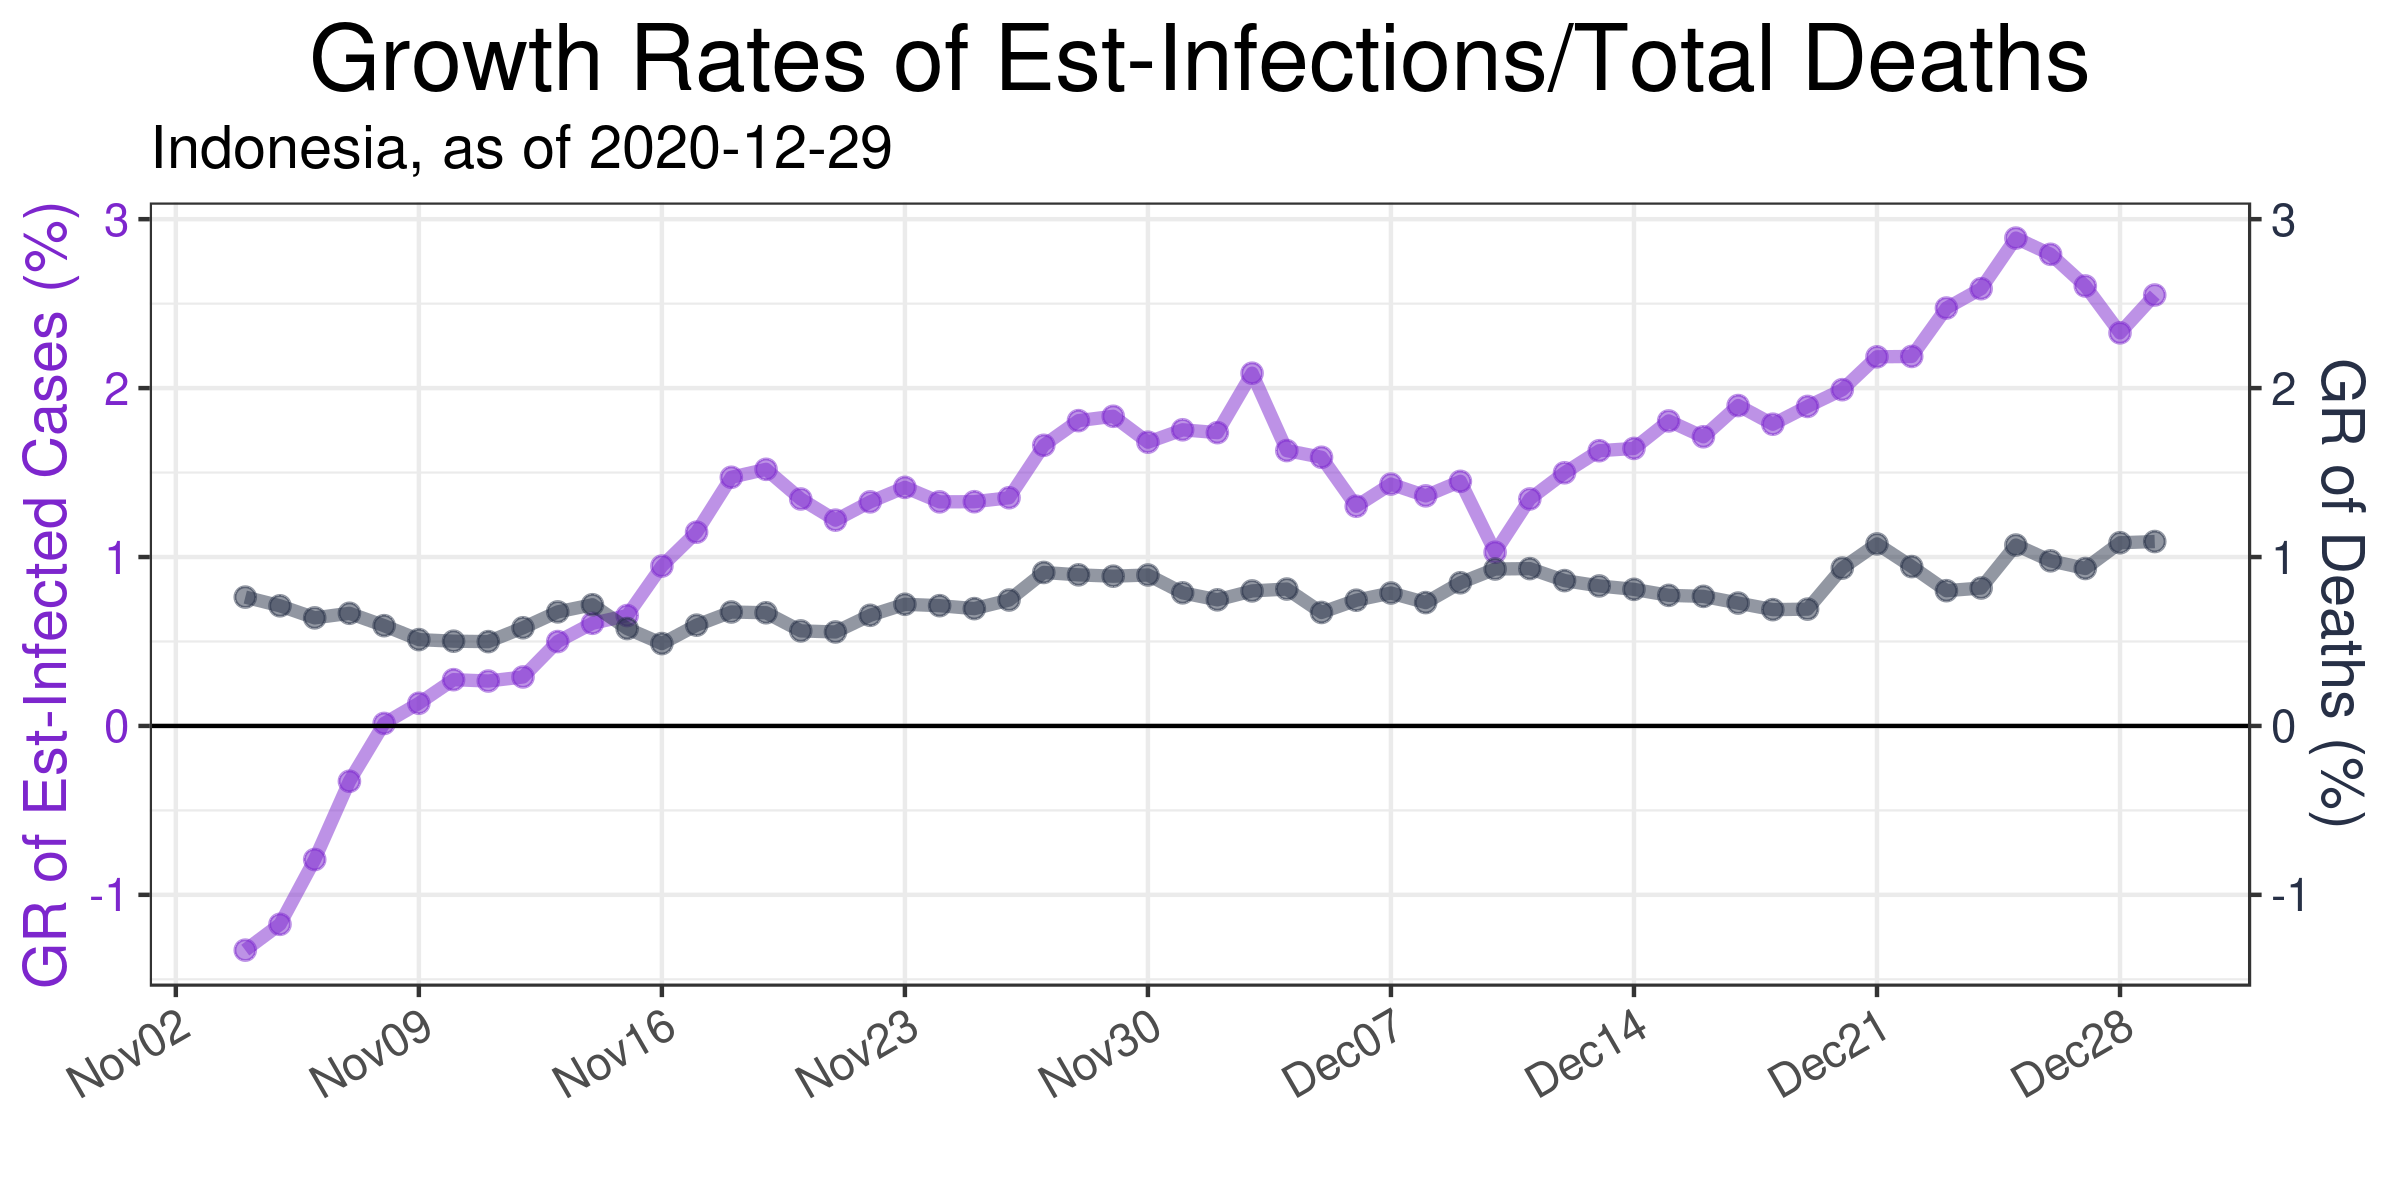 Growth Rates of Est-Infections/Total Deaths
Indonesia, as of 2020-12-29
GR of Est-Infected Cases (%)
3
2
1
0
-1
3
2
1
0
-1
GR of Deaths (%)
Nov02
Nov09
Nov16
Nov23
Nov30
Dec07
Dec14
Dec21
Dec28